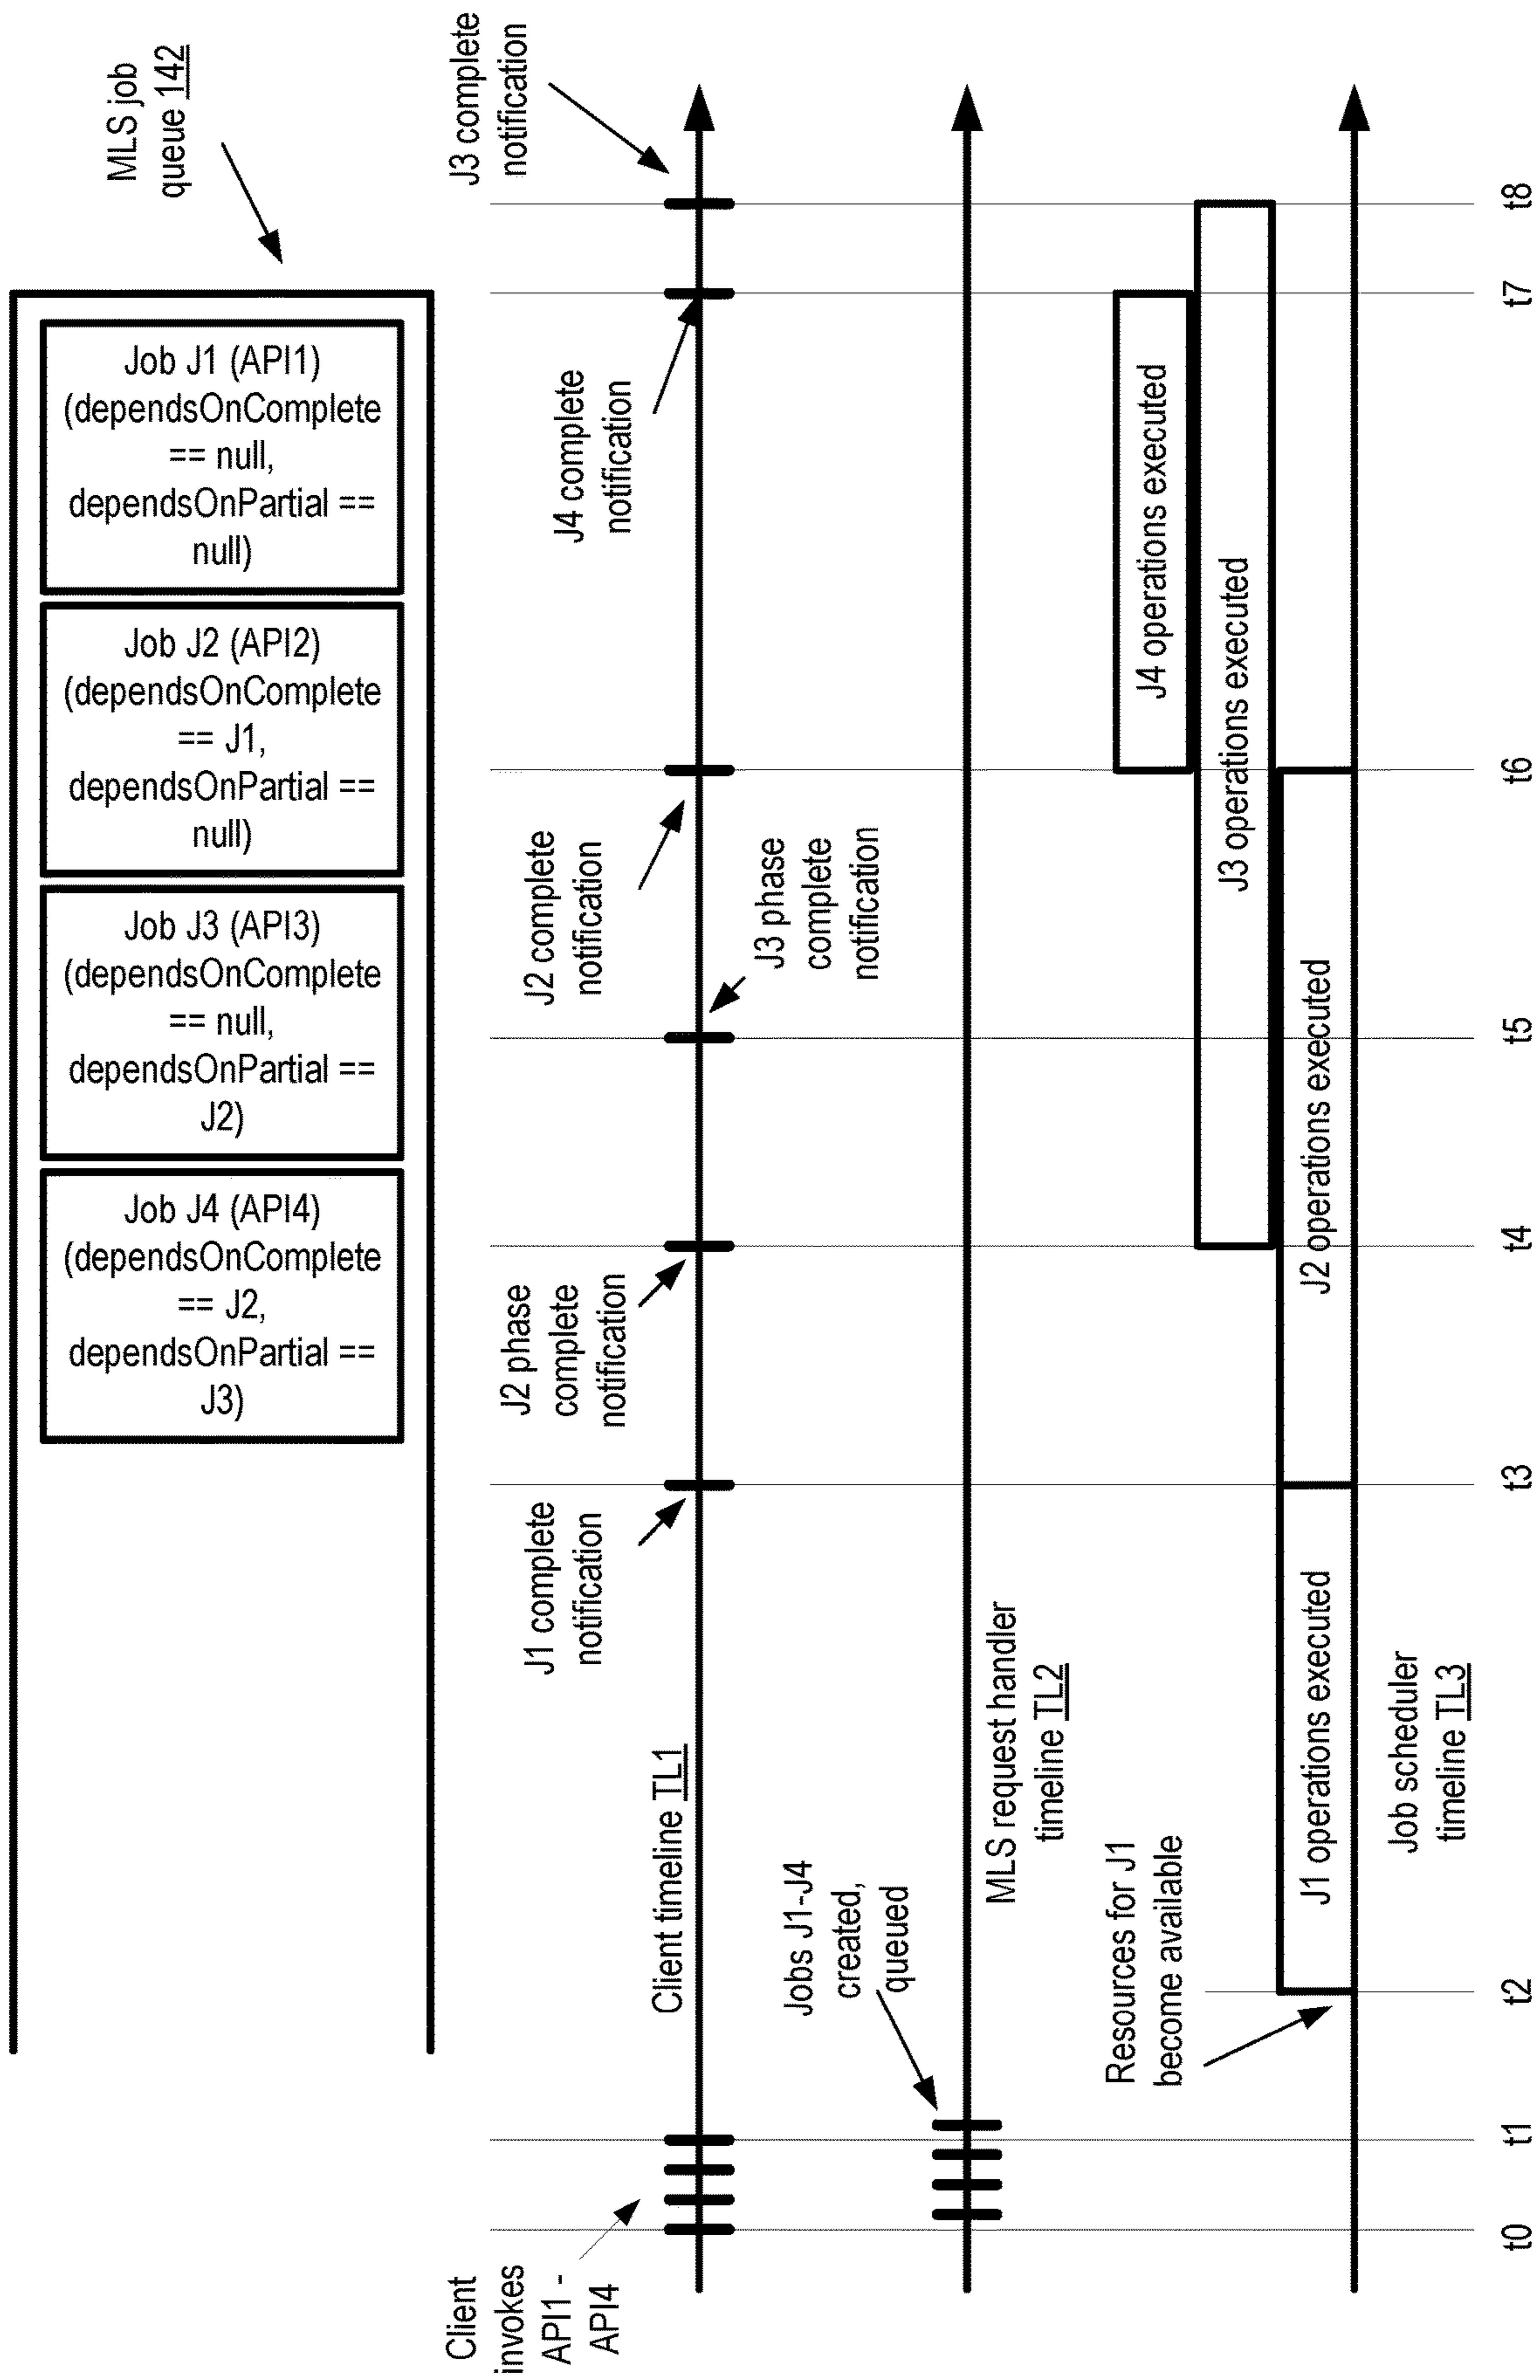 MLS job
queue 142
Job J1 (API1)
(dependsOnComplete
== null,
dependsOnPartial ==
null)
Job J2 (API2)
(dependsOnComplete
== J1,
dependsOnPartial ==
null)
Job J3 (API3)
(dependsOnComplete
== null,
dependsOnPartial ==
J2)
Job J4 (API4)
(dependsOnComplete
== J2,
dependsOnPartial ==
J3)
Client
invokes
API1 -
API4
J1 complete
notification
J2 phase
complete
notification
J2 complete
notification
J3 phase
complete
notification
J4 complete
notification
J3 complete
notification
Client timeline TL1
Jobs J1-J4
created,
queued
MLS request handler
timeline TL2
Resources for J1
become available
J4 operations executed
J3 operations executed
J1 operations executed
J2 operations executed
Job scheduler
timeline TL3
t0
t1
t2
t3
t4
t5
t6
t7
t8